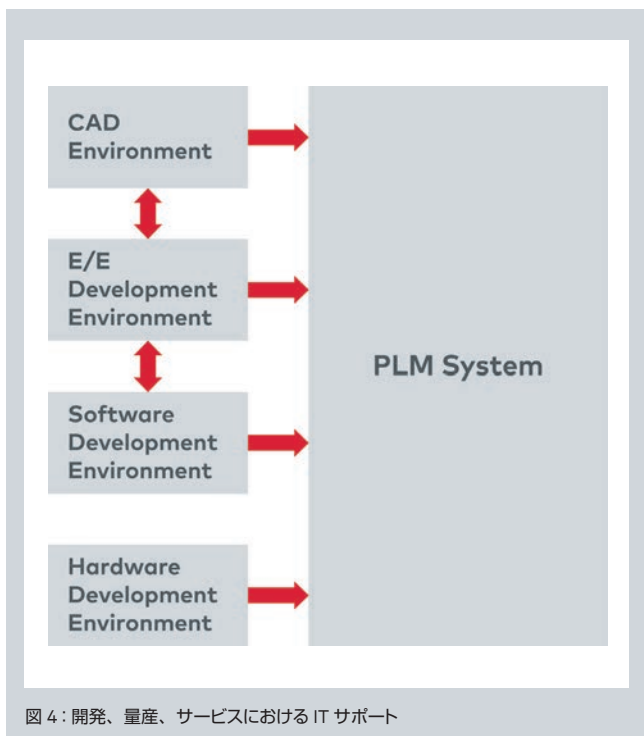 CAD
Environment
E/E
Development
Environment
Software
Development
Environment
Hardware
Development
Environment
PLM System
図 4：開発、量産、サービスにおける IT サポート